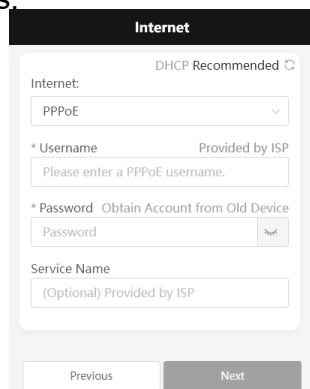 s.
Internet
DHCP Recommended
Internet:
PPPoE
* Username Provided by ISP
Please enter a PPPoE username.
* Password Obtain Account from Old Device
Password
Service Name
(Optional) Provided by ISP
Previous Next